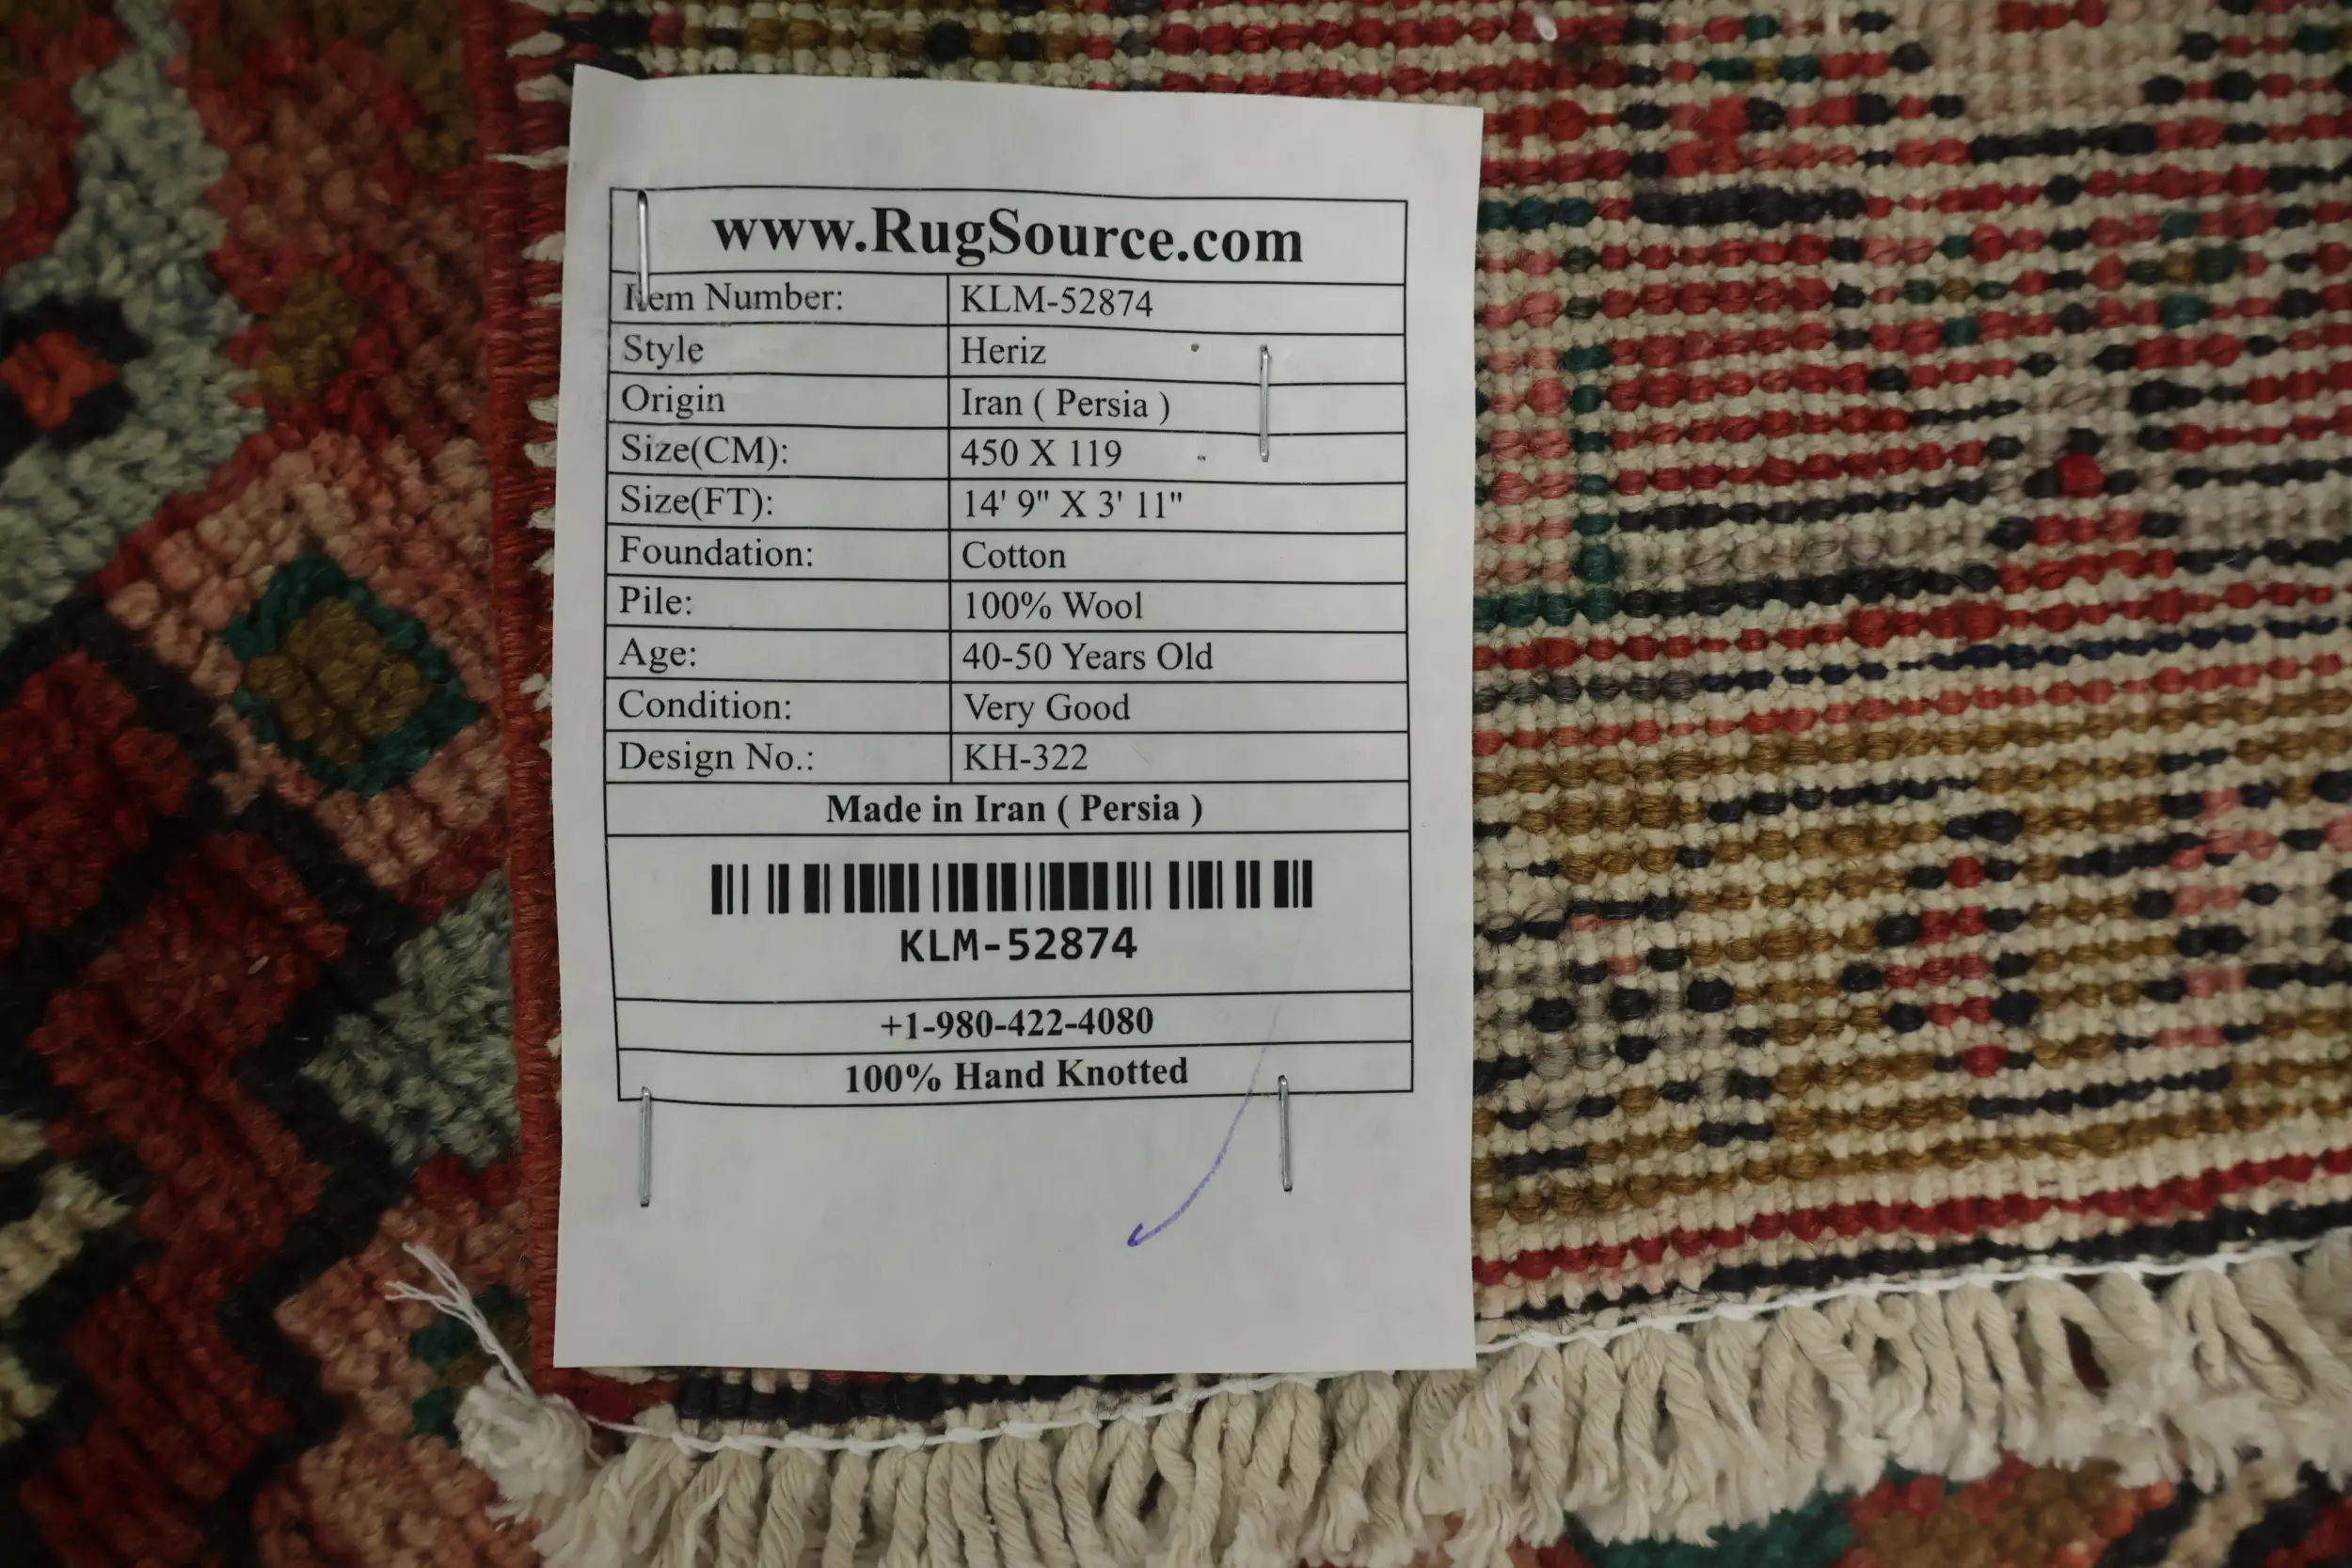 www.RugSource.com
Item Number: KLM-52874
Style Heriz
Origin Iran ( Persia )
Size(CM): 450 X 119
Size(FT): 14' 9" X 3' 11"
Foundation: Cotton
Pile: 100% Wool
Age: 40-50 Years Old
Condition: Very Good
Design No.: KH-322
Made in Iran ( Persia )
KLM-52874
+1-980-422-4080
100% Hand Knotted